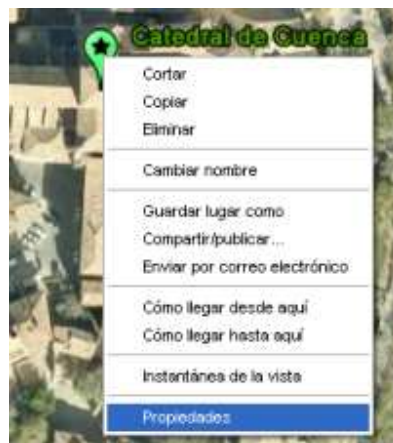 Catedral de Cuenca
Cortar
Copiar
Eliminar
Cambiar nombre
Guardar lugar como
Compartir/publicar...
Enviar por correo electrónico
Cómo llegar desde aquí
Cómo llegar hasta aquí
Instantánea de la vista
Propiedades